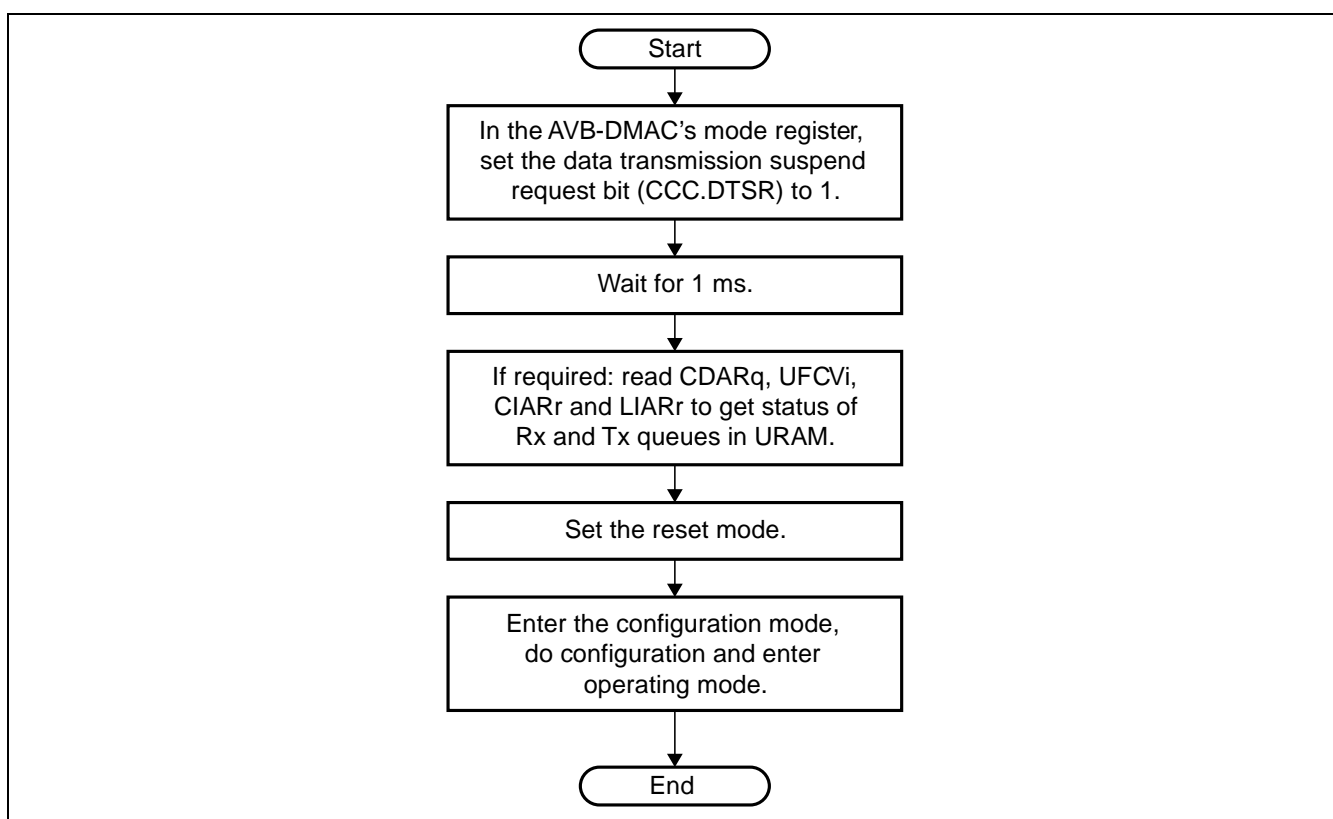 Start
In the AVB-DMAC’s mode register,
set the data transmission suspend
request bit (CCC.DTSR) to 1.
Wait for 1 ms.
If required: read CDARq, UFCVi,
CIARr and LIARr to get status of
Rx and Tx queues in URAM.
Set the reset mode.
Enter the configuration mode,
do configuration and enter
operating mode.
End